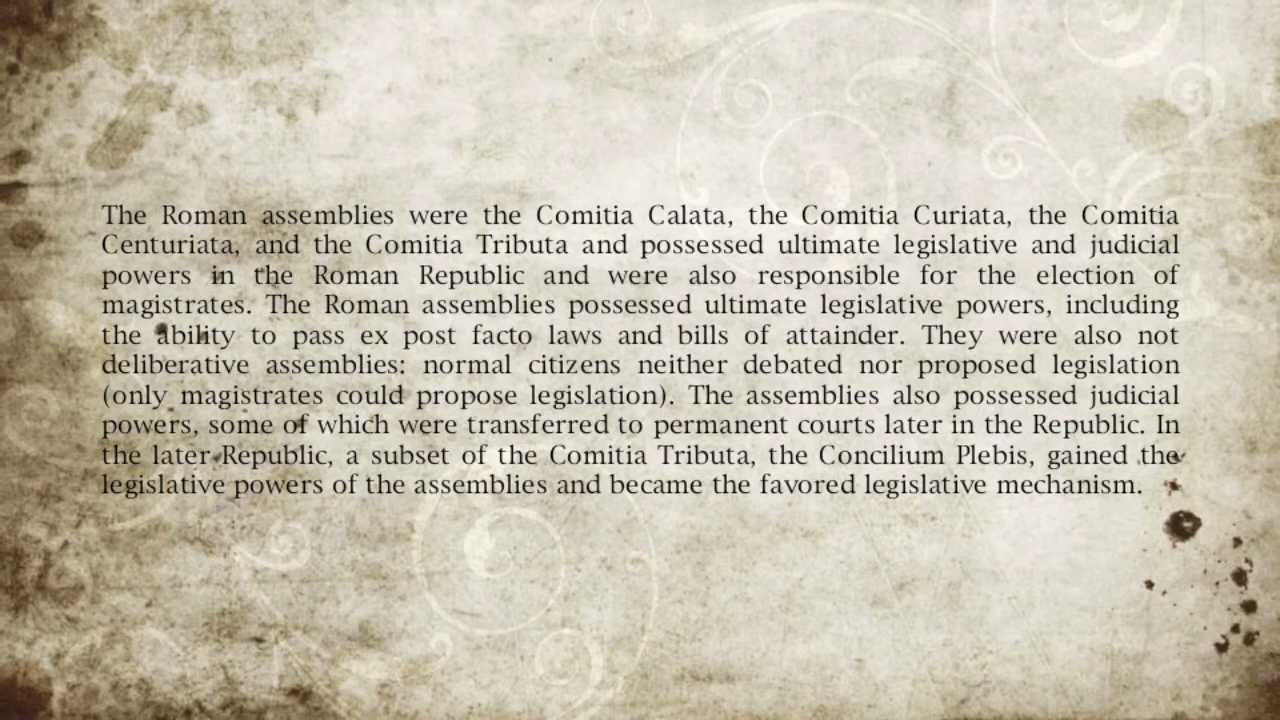 The Roman assemblies were the Comitia Calata, the Comitia Curiata, the Comitia
Centuriata, and the Comitia Tributa and possessed ultimate legislative and judicial
powers in the Roman Republic and were also responsible for the election of
magistrates. The Roman assemblies possessed ultimate legislative powers, including
the ability to pass ex post facto laws and bills of attainder. They were also not
deliberative assemblies: normal citizens neither debated nor proposed legislation
(only magistrates could propose legislation). The assemblies also possessed judicial
powers, some of which were transferred to permanent courts later in the Republic. In
the later Republic, a subset of the Comitia Tributa, the Concilium Plebis, gained the
legislative powers of the assemblies and became the favored legislative mechanism.